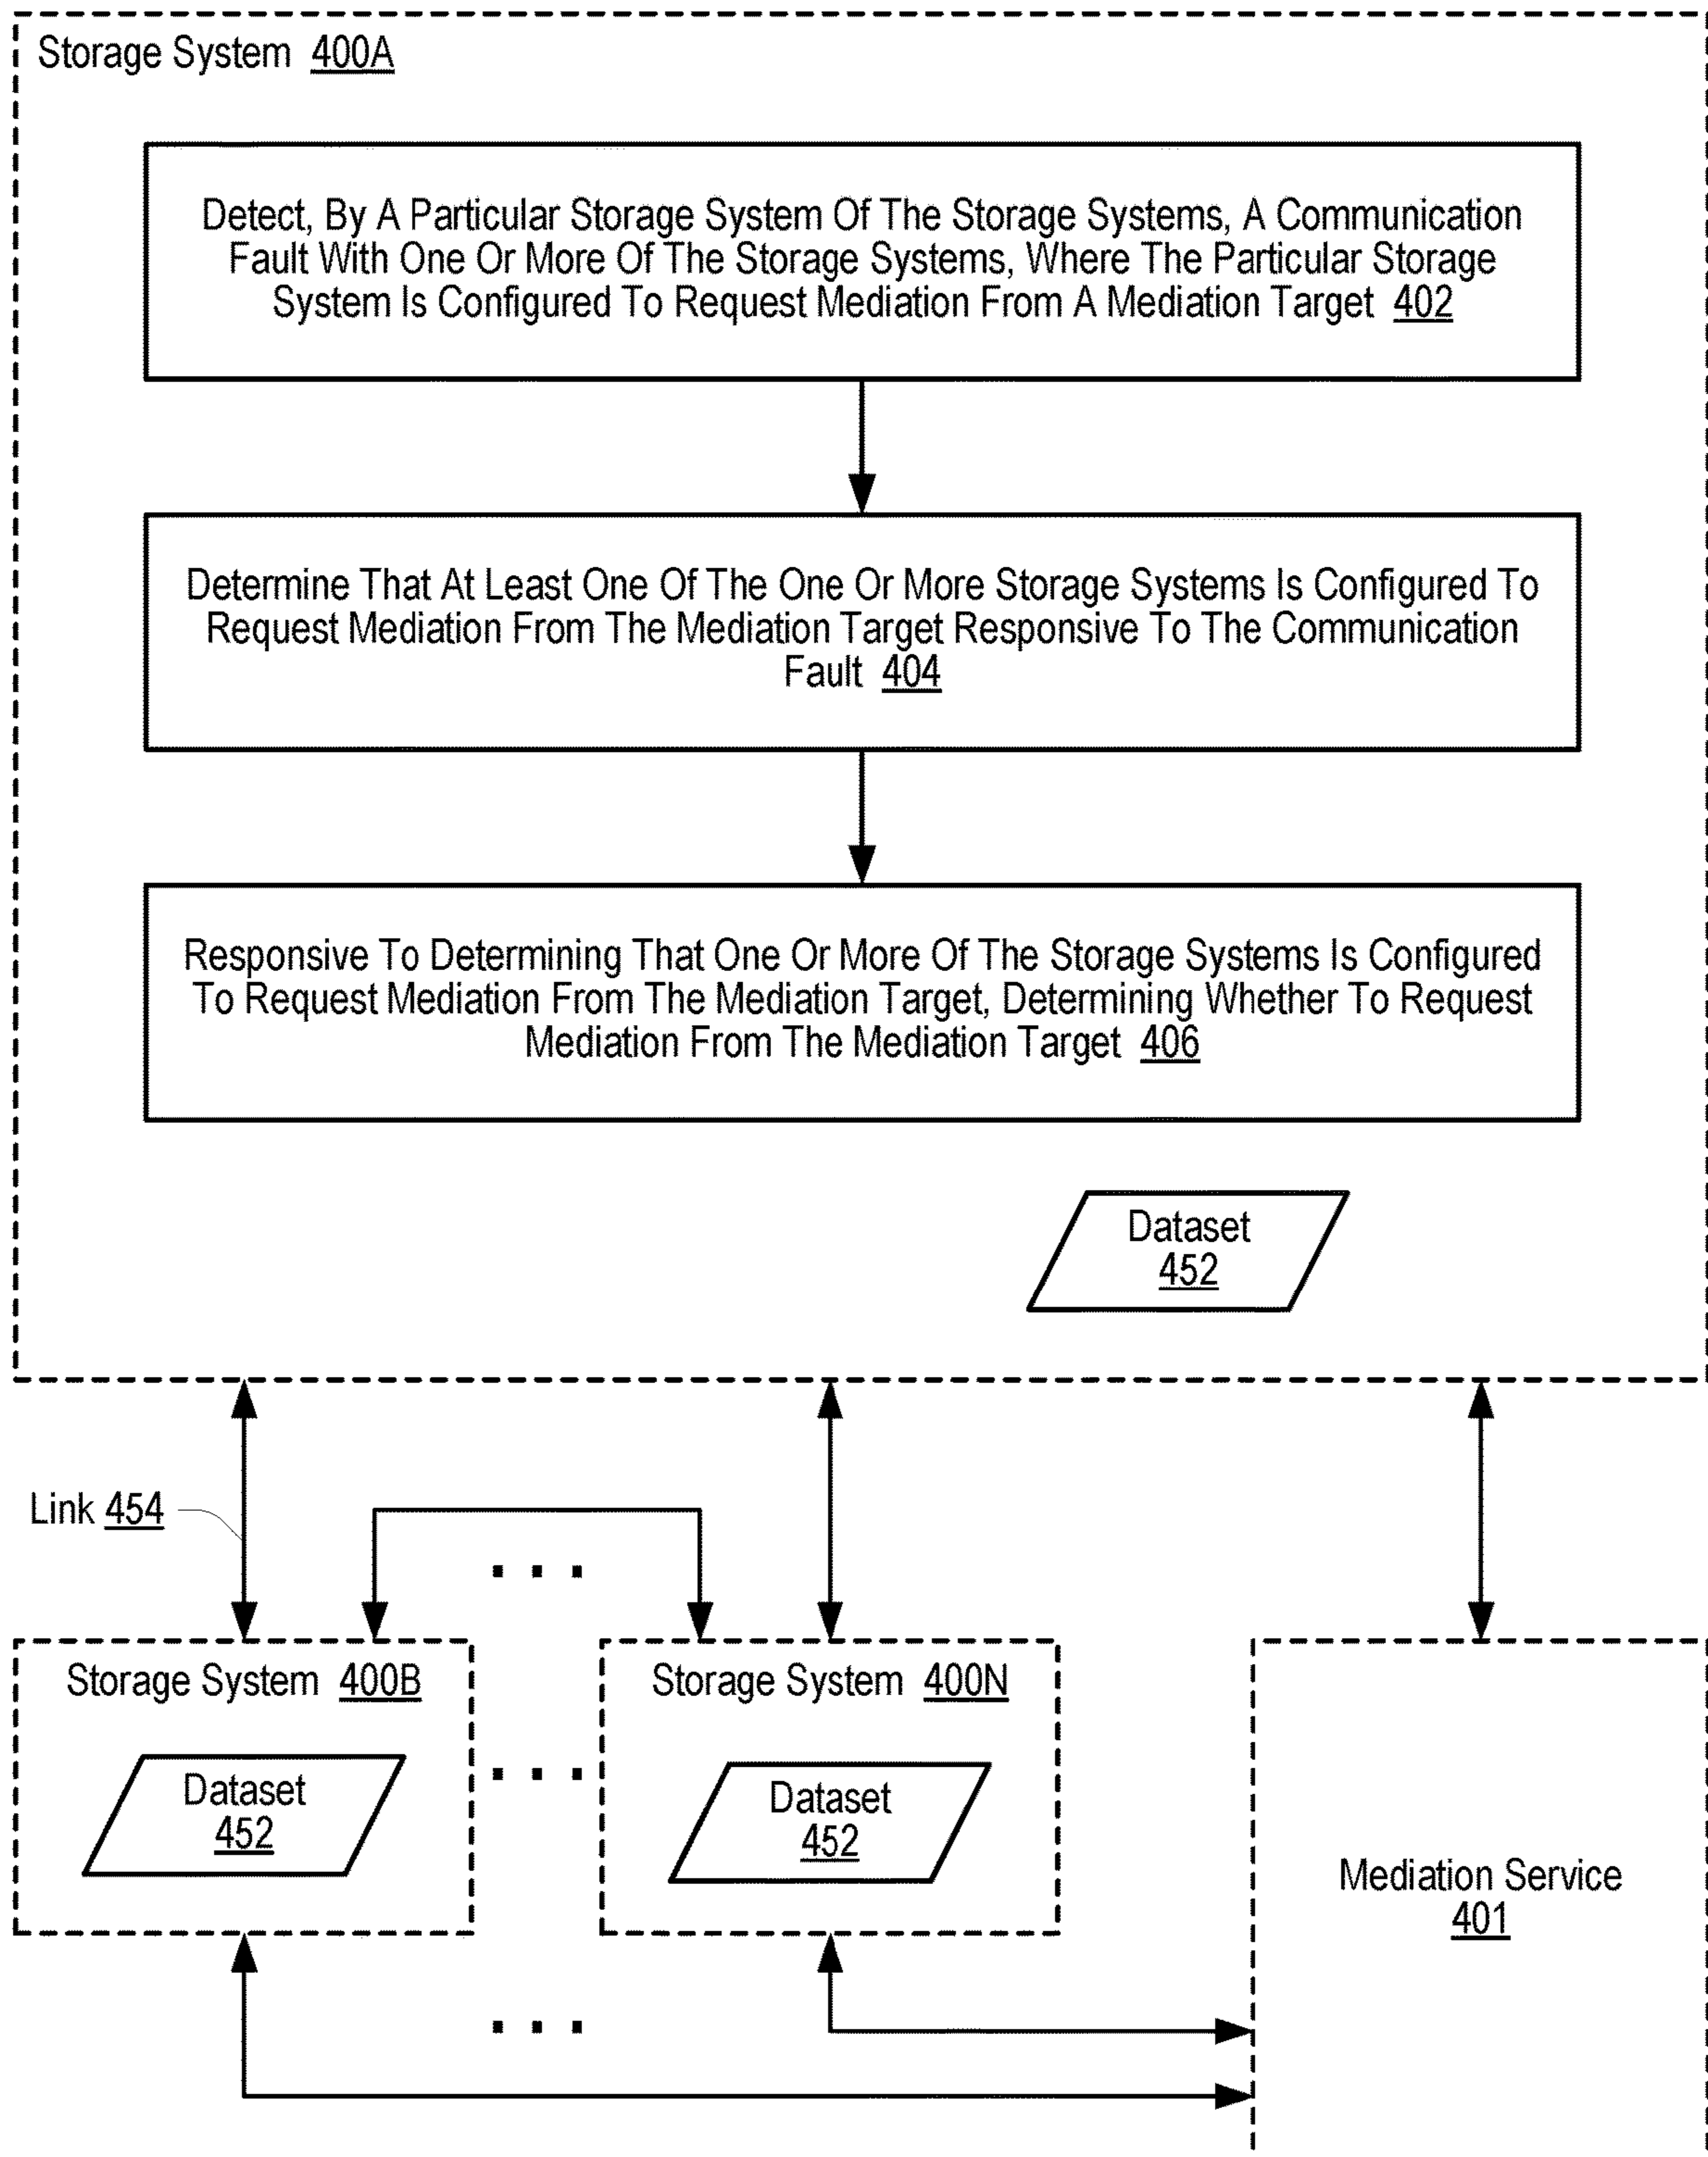 Storage System 400A
Detect, By A Particular Storage System Of The Storage Systems, A Communication
Fault With One Or More Of The Storage Systems, Where The Particular Storage
System Is Configured To Request Mediation From A Mediation Target 402
Determine That At Least One Of The One Or More Storage Systems Is Configured To
Request Mediation From The Mediation Target Responsive To The Communication
Fault 404
Responsive To Determining That One Or More Of The Storage Systems Is Configured
To Request Mediation From The Mediation Target, Determining Whether To Request
Mediation From The Mediation Target 406
Dataset
452
Link 454
Storage System 400B
Dataset
452
Storage System 400N
Dataset
452
Mediation Service
401